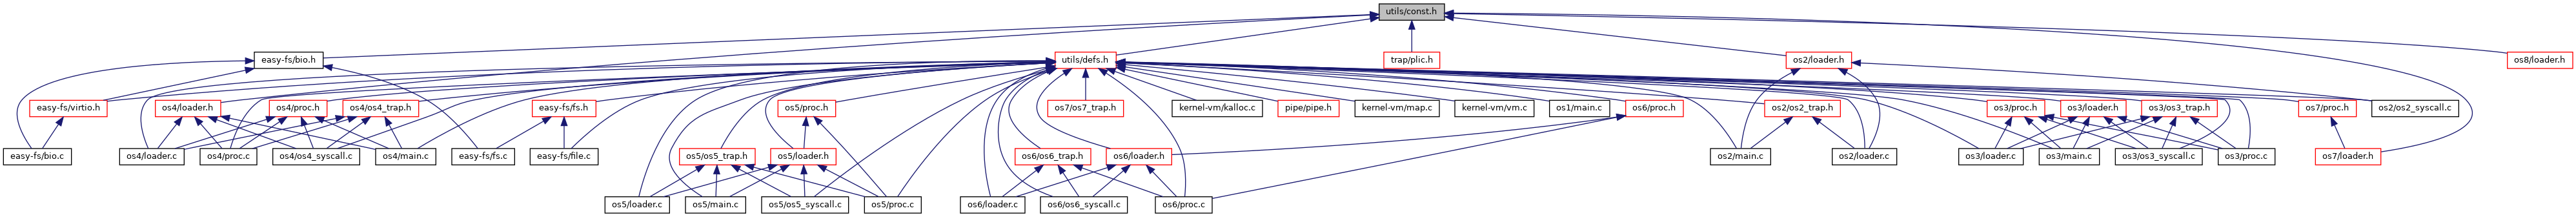 utils/const.h
easy-fs/bio.h
utils/defs.h
trap/plic.h
os2/loader.h
os8/loader.h
easy-fs/virtio.h
os4/loader.h
os4/proc.h
os4/os4_trap.h
easy-fs/fs.h
os5/proc.h
os7/os7_trap.h
kernel-vm/kalloc.c
pipe/pipe.h
kernel-vm/map.c
kernel-vm/vm.c
os1/main.c
os6/proc.h
os2/os2_trap.h
os3/proc.h
os3/loader.h
os3/os3_trap.h
os7/proc.h
os2/os2_syscall.c
easy-fs/bio.c
os4/loader.c
os4/proc.c
os4/os4_syscall.c
os4/main.c
easy-fs/fs.c
easy-fs/file.c
os5/os5_trap.h
os5/loader.h
os6/os6_trap.h
os6/loader.h
os2/main.c
os2/loader.c
os3/loader.c
os3/main.c
os3/os3_syscall.c
os3/proc.c
os7/loader.h
os5/loader.c
os5/main.c
os5/os5_syscall.c
os5/proc.c
os6/loader.c
os6/os6_syscall.c
os6/proc.c